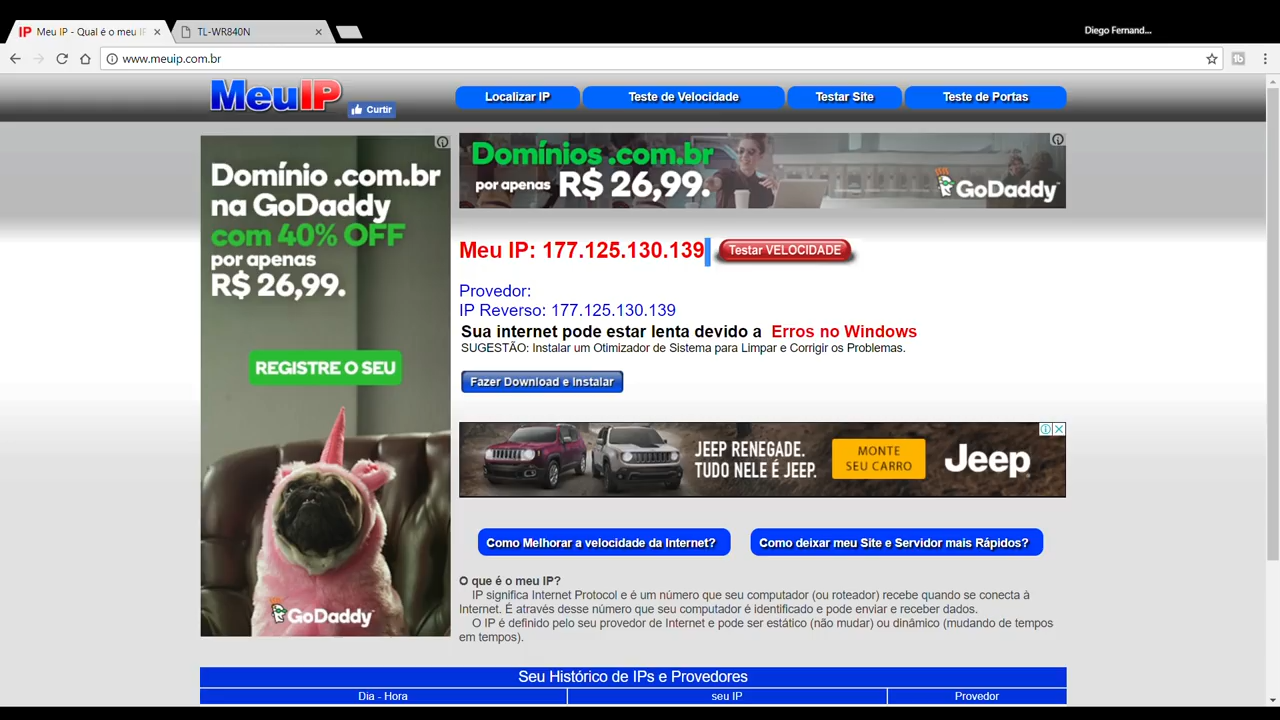 IP Meu IP - Qual é o meu IP
TL-WR840N
Diego Fernand...
www.meuip.com.br
MeuIP
Curtir
Localizar IP
Teste de Velocidade
Testar Site
Teste de Portas
Domínio .com.br
na GoDaddy
com 40% OFF
por apenas
R$ 26,99.
REGISTRE O SEU
GoDaddy
Domínios .com.br
por apenas R$ 26,99.
GoDaddy
Meu IP: 177.125.130.139
Testar VELOCIDADE
Provedor:
IP Reverso: 177.125.130.139
Sua internet pode estar lenta devido a Erros no Windows
SUGESTÃO: Instalar um Otimizador de Sistema para Limpar e Corrigir os Problemas.
Fazer Download e Instalar
JEEP RENEGADE.
TUDO NELE É JEEP.
MONTE
SEU CARRO
Jeep
Como Melhorar a velocidade da Internet?
Como deixar meu Site e Servidor mais Rápidos?
O que é o meu IP?
IP significa Internet Protocol e é um número que seu computador (ou roteador) recebe quando se conecta à
Internet. É através desse número que seu computador é identificado e pode enviar e receber dados.
O IP é definido pelo seu provedor de Internet e pode ser estático (não mudar) ou dinâmico (mudando de tempos
em tempos).
Seu Histórico de IPs e Provedores
Dia - Hora
seu IP
Provedor